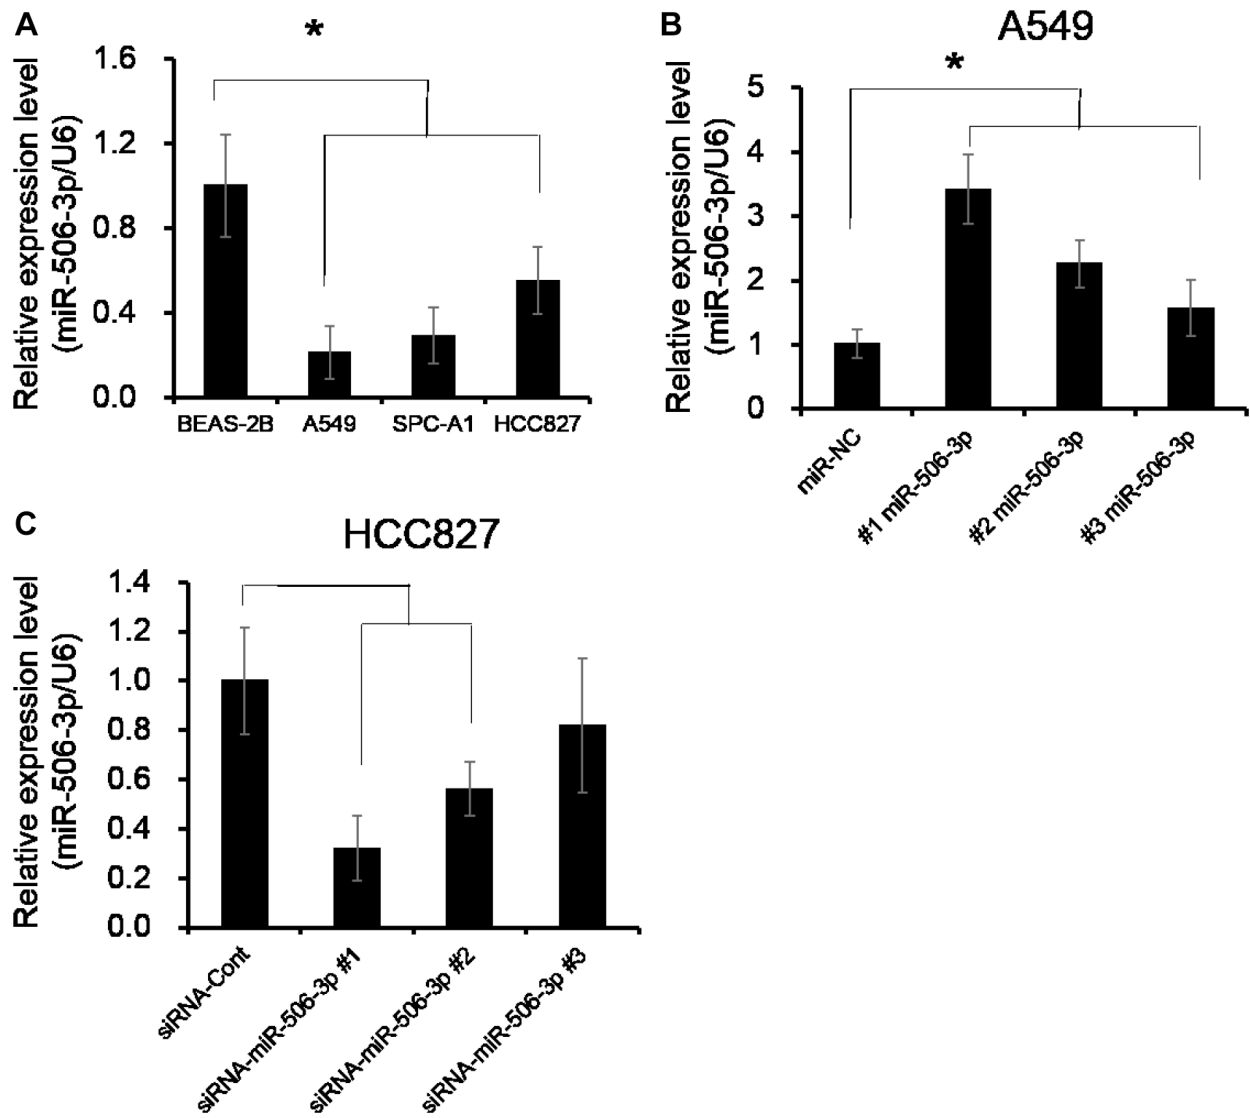 A
*
Relative expression level
(miR-506-3p/U6)
1.6
1.2
0.8
0.4
0.0
BEAS-2B A549 SPC-A1 HCC827
B
A549
*
Relative expression level
(miR-506-3p/U6)
5
4
3
2
1
0
miR-NC
#1 miR-506-3p
#2 miR-506-3p
#3 miR-506-3p
C
HCC827
Relative expression level
(miR-506-3p/U6)
1.4
1.2
1.0
0.8
0.6
0.4
0.2
0.0
siRNA-Cont
siRNA-miR-506-3p #1
siRNA-miR-506-3p #2
siRNA-miR-506-3p #3